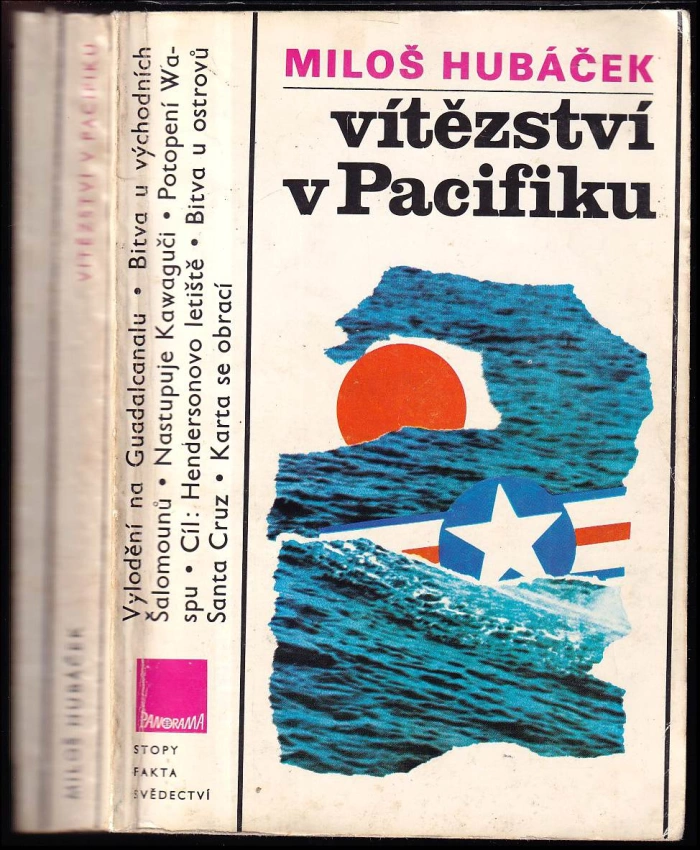 MILOŠ HUBÁČEK
vítězství
v Pacifiku
Vylodění na Guadalcanalu • Bitva u východních
Šalomounů • Nastupuje Kawaguči • Potopení Wa-
spu • Cíl: Hendersonovo letiště • Bitva u ostrovů
Santa Cruz • Karta se obrací
PANORAMA
STOPY
FAKTA
SVĚDECTVÍ
MILOŠ HUBÁČEK
VÍTĚZSTVÍ V PACIFIKU